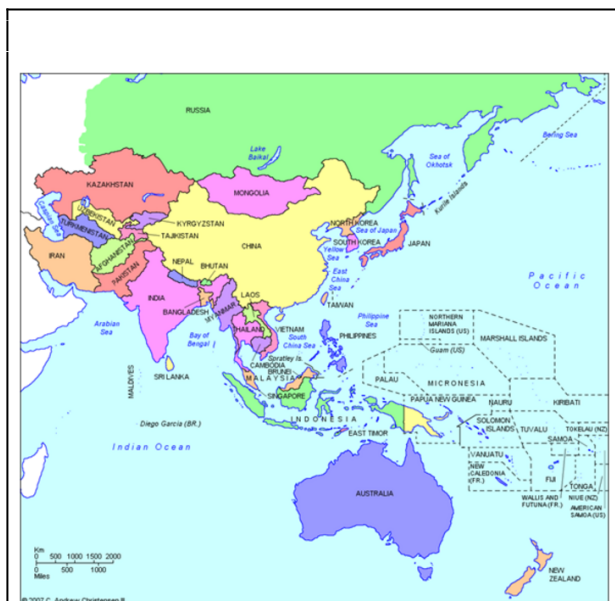 RUSSIA
Bering Sea
Lake
Baikal
Sea of
Okhotsk
KAZAKHSTAN
MONGOLIA
Kurile Islands
Caspian Sea
UZBEKISTAN
TURKMENISTAN
KYRGYZSTAN
TAJIKISTAN
CHINA
NORTH KOREA
Sea of Japan
SOUTH KOREA
JAPAN
Yellow
Sea
IRAN
AFGHANISTAN
PAKISTAN
NEPAL
BHUTAN
East
China
Sea
Pacific
Ocean
INDIA
BANGLADESH
MYANMAR
LAOS
TAIWAN
Arabian
Sea
Bay of
Bengal
THAILAND
VIETNAM
South
China Sea
Philippine
Sea
PHILIPPINES
NORTHERN
MARIANA
ISLANDS (US)
MARSHALL ISLANDS
Guam (US)
CAMBODIA
Spratley is.
BRUNEI
MALAYSIA
SRI LANKA
MALDIVES
PALAU
MICRONESIA
SINGAPORE
PAPUA NEW GUINEA
NAURU
KIRIBATI
INDONESIA
Diego Garcia (BR.)
EAST TIMOR
SOLOMON
ISLANDS
TUVALU
TOKELAU (NZ)
SAMOA
Indian Ocean
VANUATU
NEW
CALEDONIA
(FR.)
FIJI
TONGA
WALLIS AND
FUTUNA (FR.)
NIUE (NZ)
AMERICAN
SAMOA (US)
AUSTRALIA
NEW
ZEALAND
Km
0 500 1000 1500 2000
0 500 1000
Miles